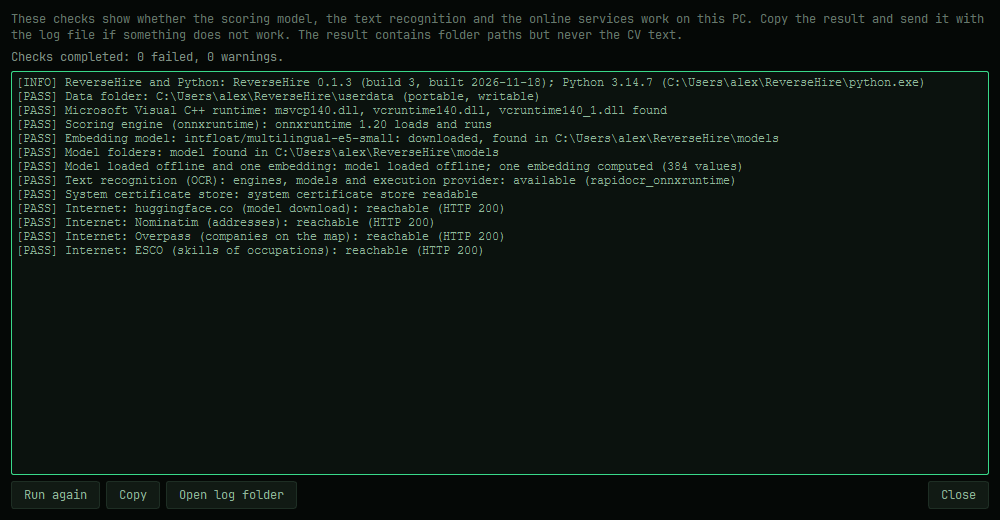 These checks show whether the scoring model, the text recognition and the online services work on this PC. Copy the result and send it with
the log file if something does not work. The result contains folder paths but never the CV text.
Checks completed: 0 failed, 0 warnings.
[INFO] ReverseHire and Python: ReverseHire 0.1.3 (build 3, built 2026-11-18); Python 3.14.7 (C:\Users\alex\ReverseHire\python.exe)
[PASS] Data folder: C:\Users\alex\ReverseHire\userdata (portable, writable)
[PASS] Microsoft Visual C++ runtime: msvcp140.dll, vcruntime140.dll, vcruntime140_1.dll found
[PASS] Scoring engine (onnxruntime): onnxruntime 1.20 loads and runs
[PASS] Embedding model: intfloat/multilingual-e5-small: downloaded, found in C:\Users\alex\ReverseHire\models
[PASS] Model folders: model found in C:\Users\alex\ReverseHire\models
[PASS] Model loaded offline and one embedding: model loaded offline; one embedding computed (384 values)
[PASS] Text recognition (OCR): engines, models and execution provider: available (rapidocr_onnxruntime)
[PASS] System certificate store: system certificate store readable
[PASS] Internet: huggingface.co (model download): reachable (HTTP 200)
[PASS] Internet: Nominatim (addresses): reachable (HTTP 200)
[PASS] Internet: Overpass (companies on the map): reachable (HTTP 200)
[PASS] Internet: ESCO (skills of occupations): reachable (HTTP 200)
Run again Copy Open log folder Close